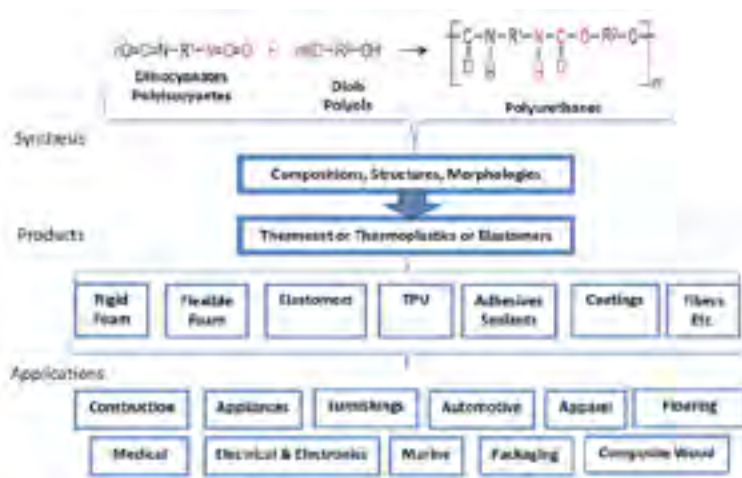 Diisocyanates
Polyisocyantes
Diols
Polyols
Polyurethanes
Synthesis
Compositions, Structures, Morphologies
Products
Thermoset or Thermoplastics or Elastomers
Rigid
Foam
Flexible
Foam
Elastomers
TPU
Adhesives
Sealants
Coatings
Fibers
Etc.
Applications
Construction
Appliances
Furnishings
Automotive
Apparel
Flooring
Medical
Electrical & Electronics
Marine
Packaging
Composite Wood